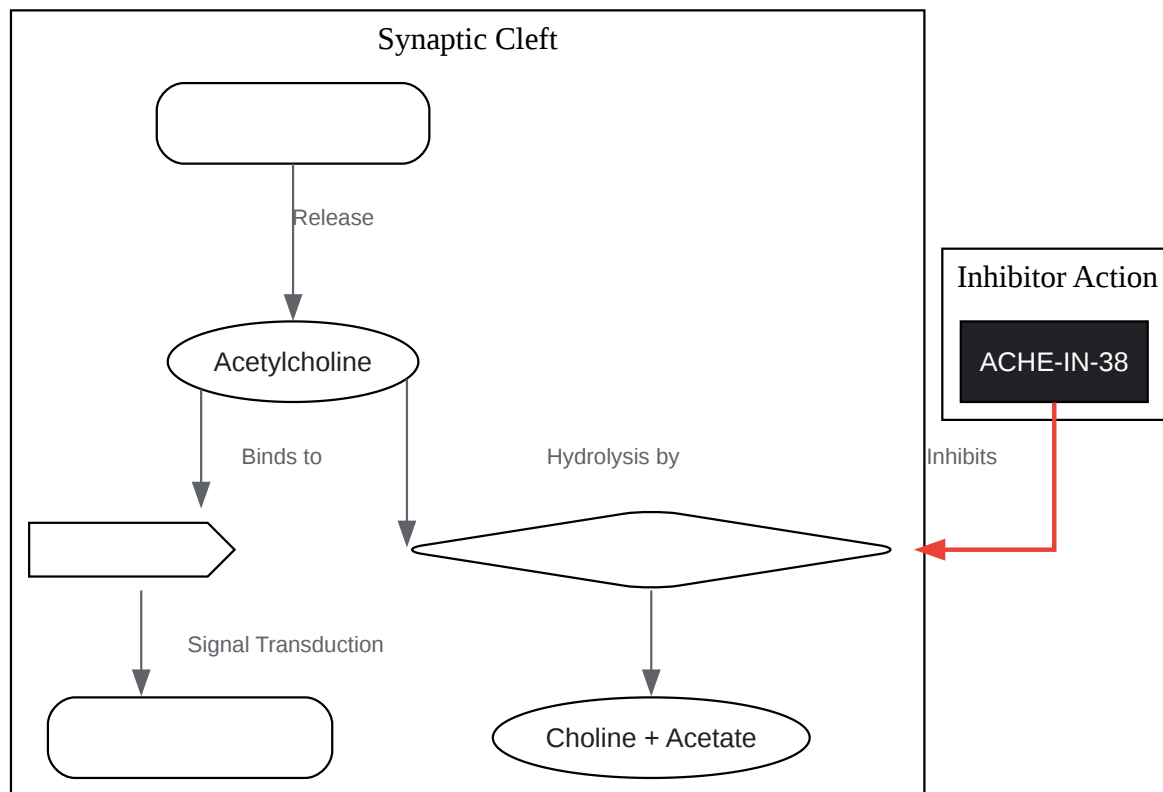 Synaptic Cleft
Release
Inhibitor Action
Acetylcholine
ACHE-IN-38
Binds to
Hydrolysis by
Inhibits
Signal Transduction
Choline + Acetate